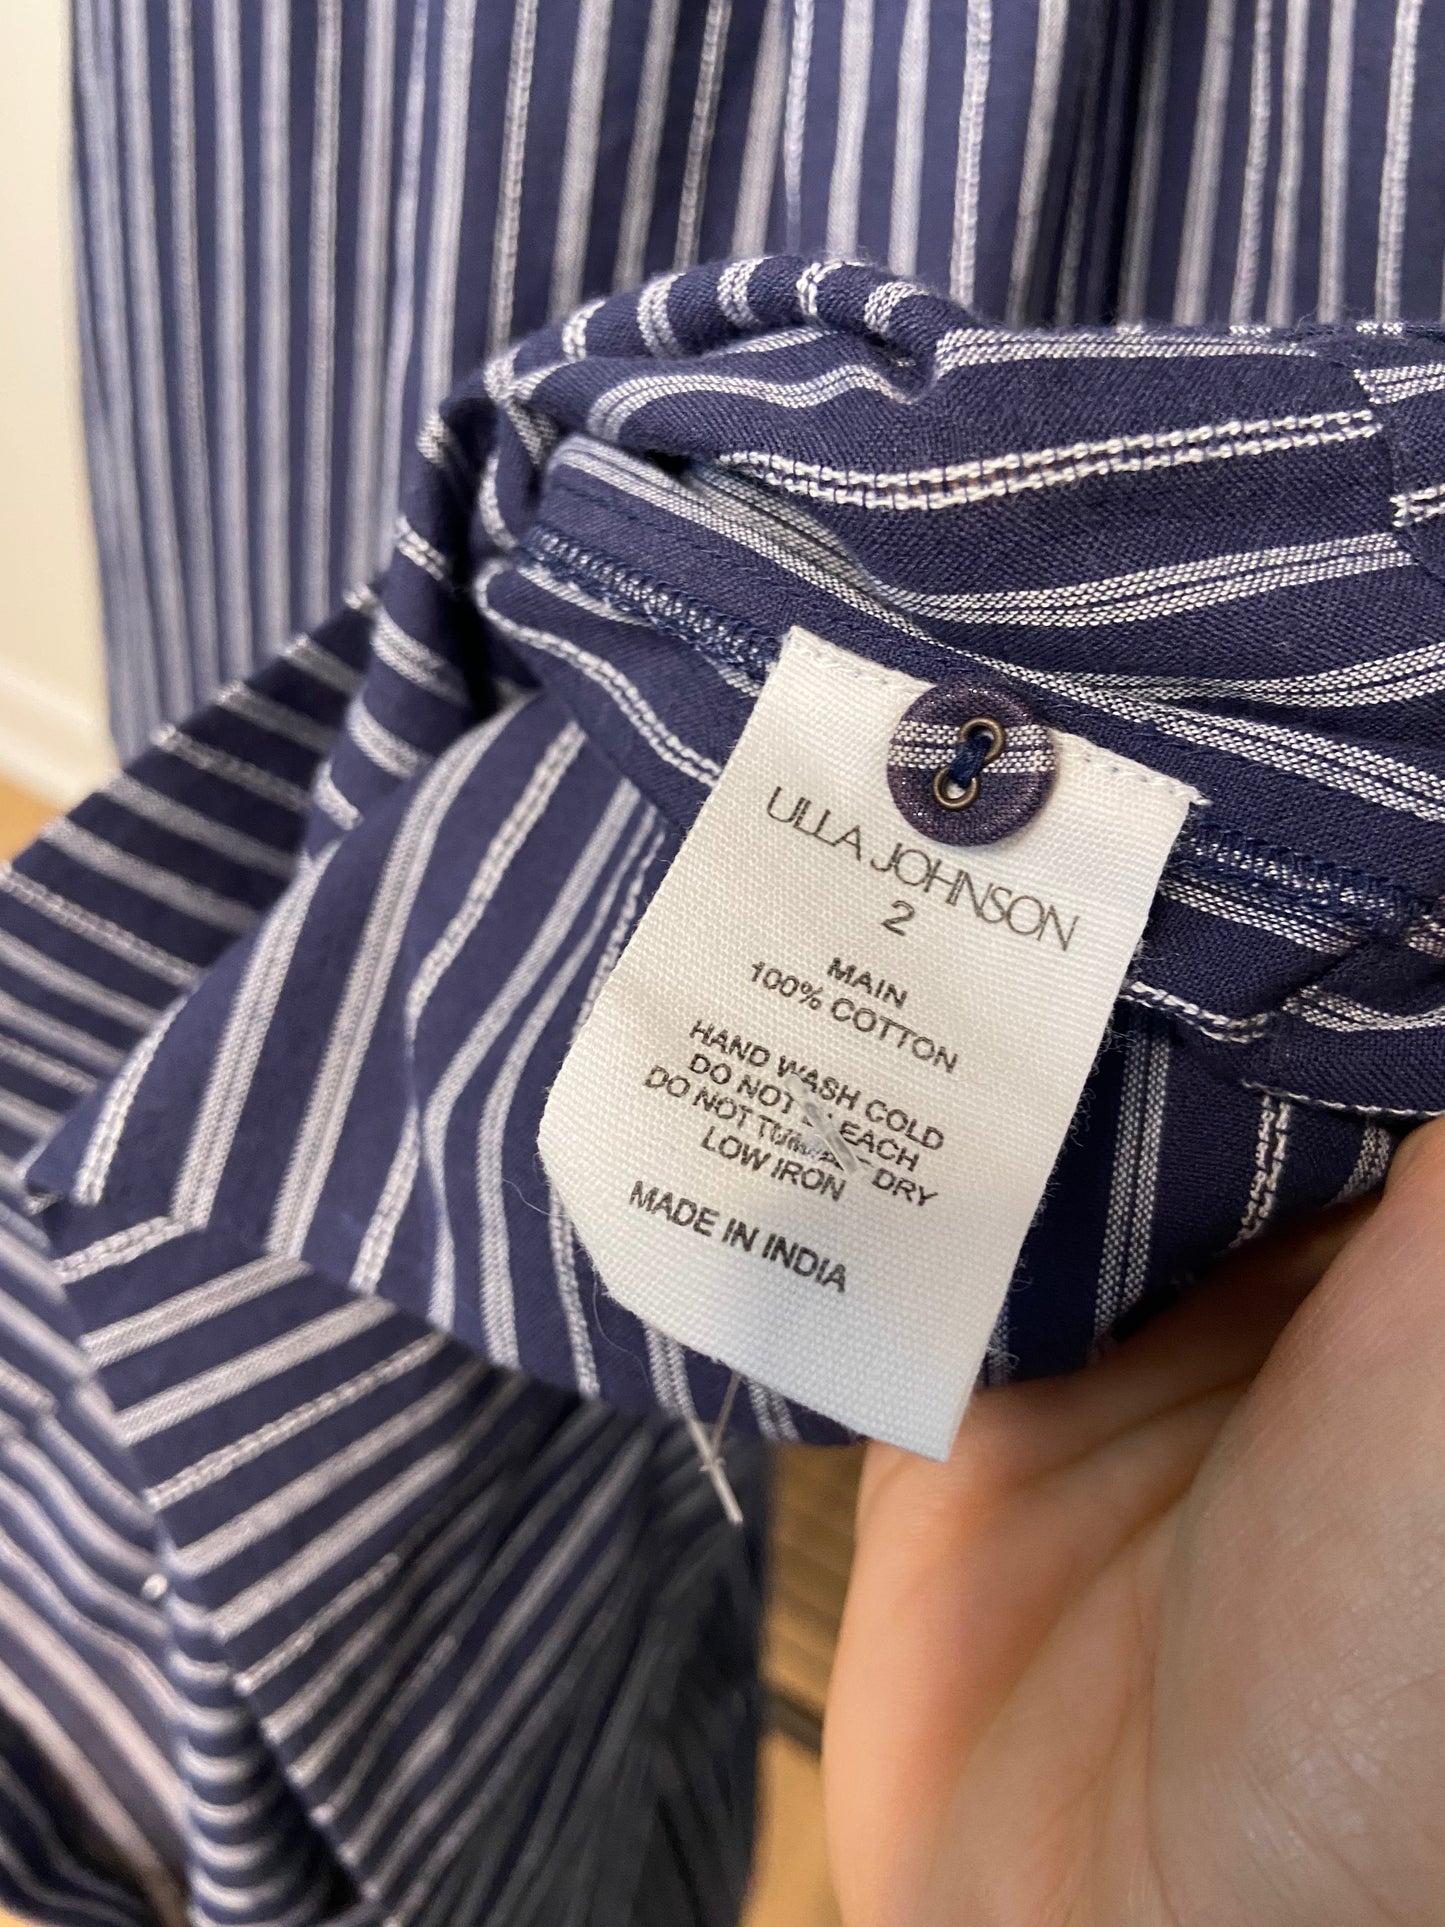 ULLA JOHNSON
2
MAIN
100% COTTON
HAND WASH COLD
DO NOT BLEACH
DO NOT TUMBLE DRY
LOW IRON
MADE IN INDIA